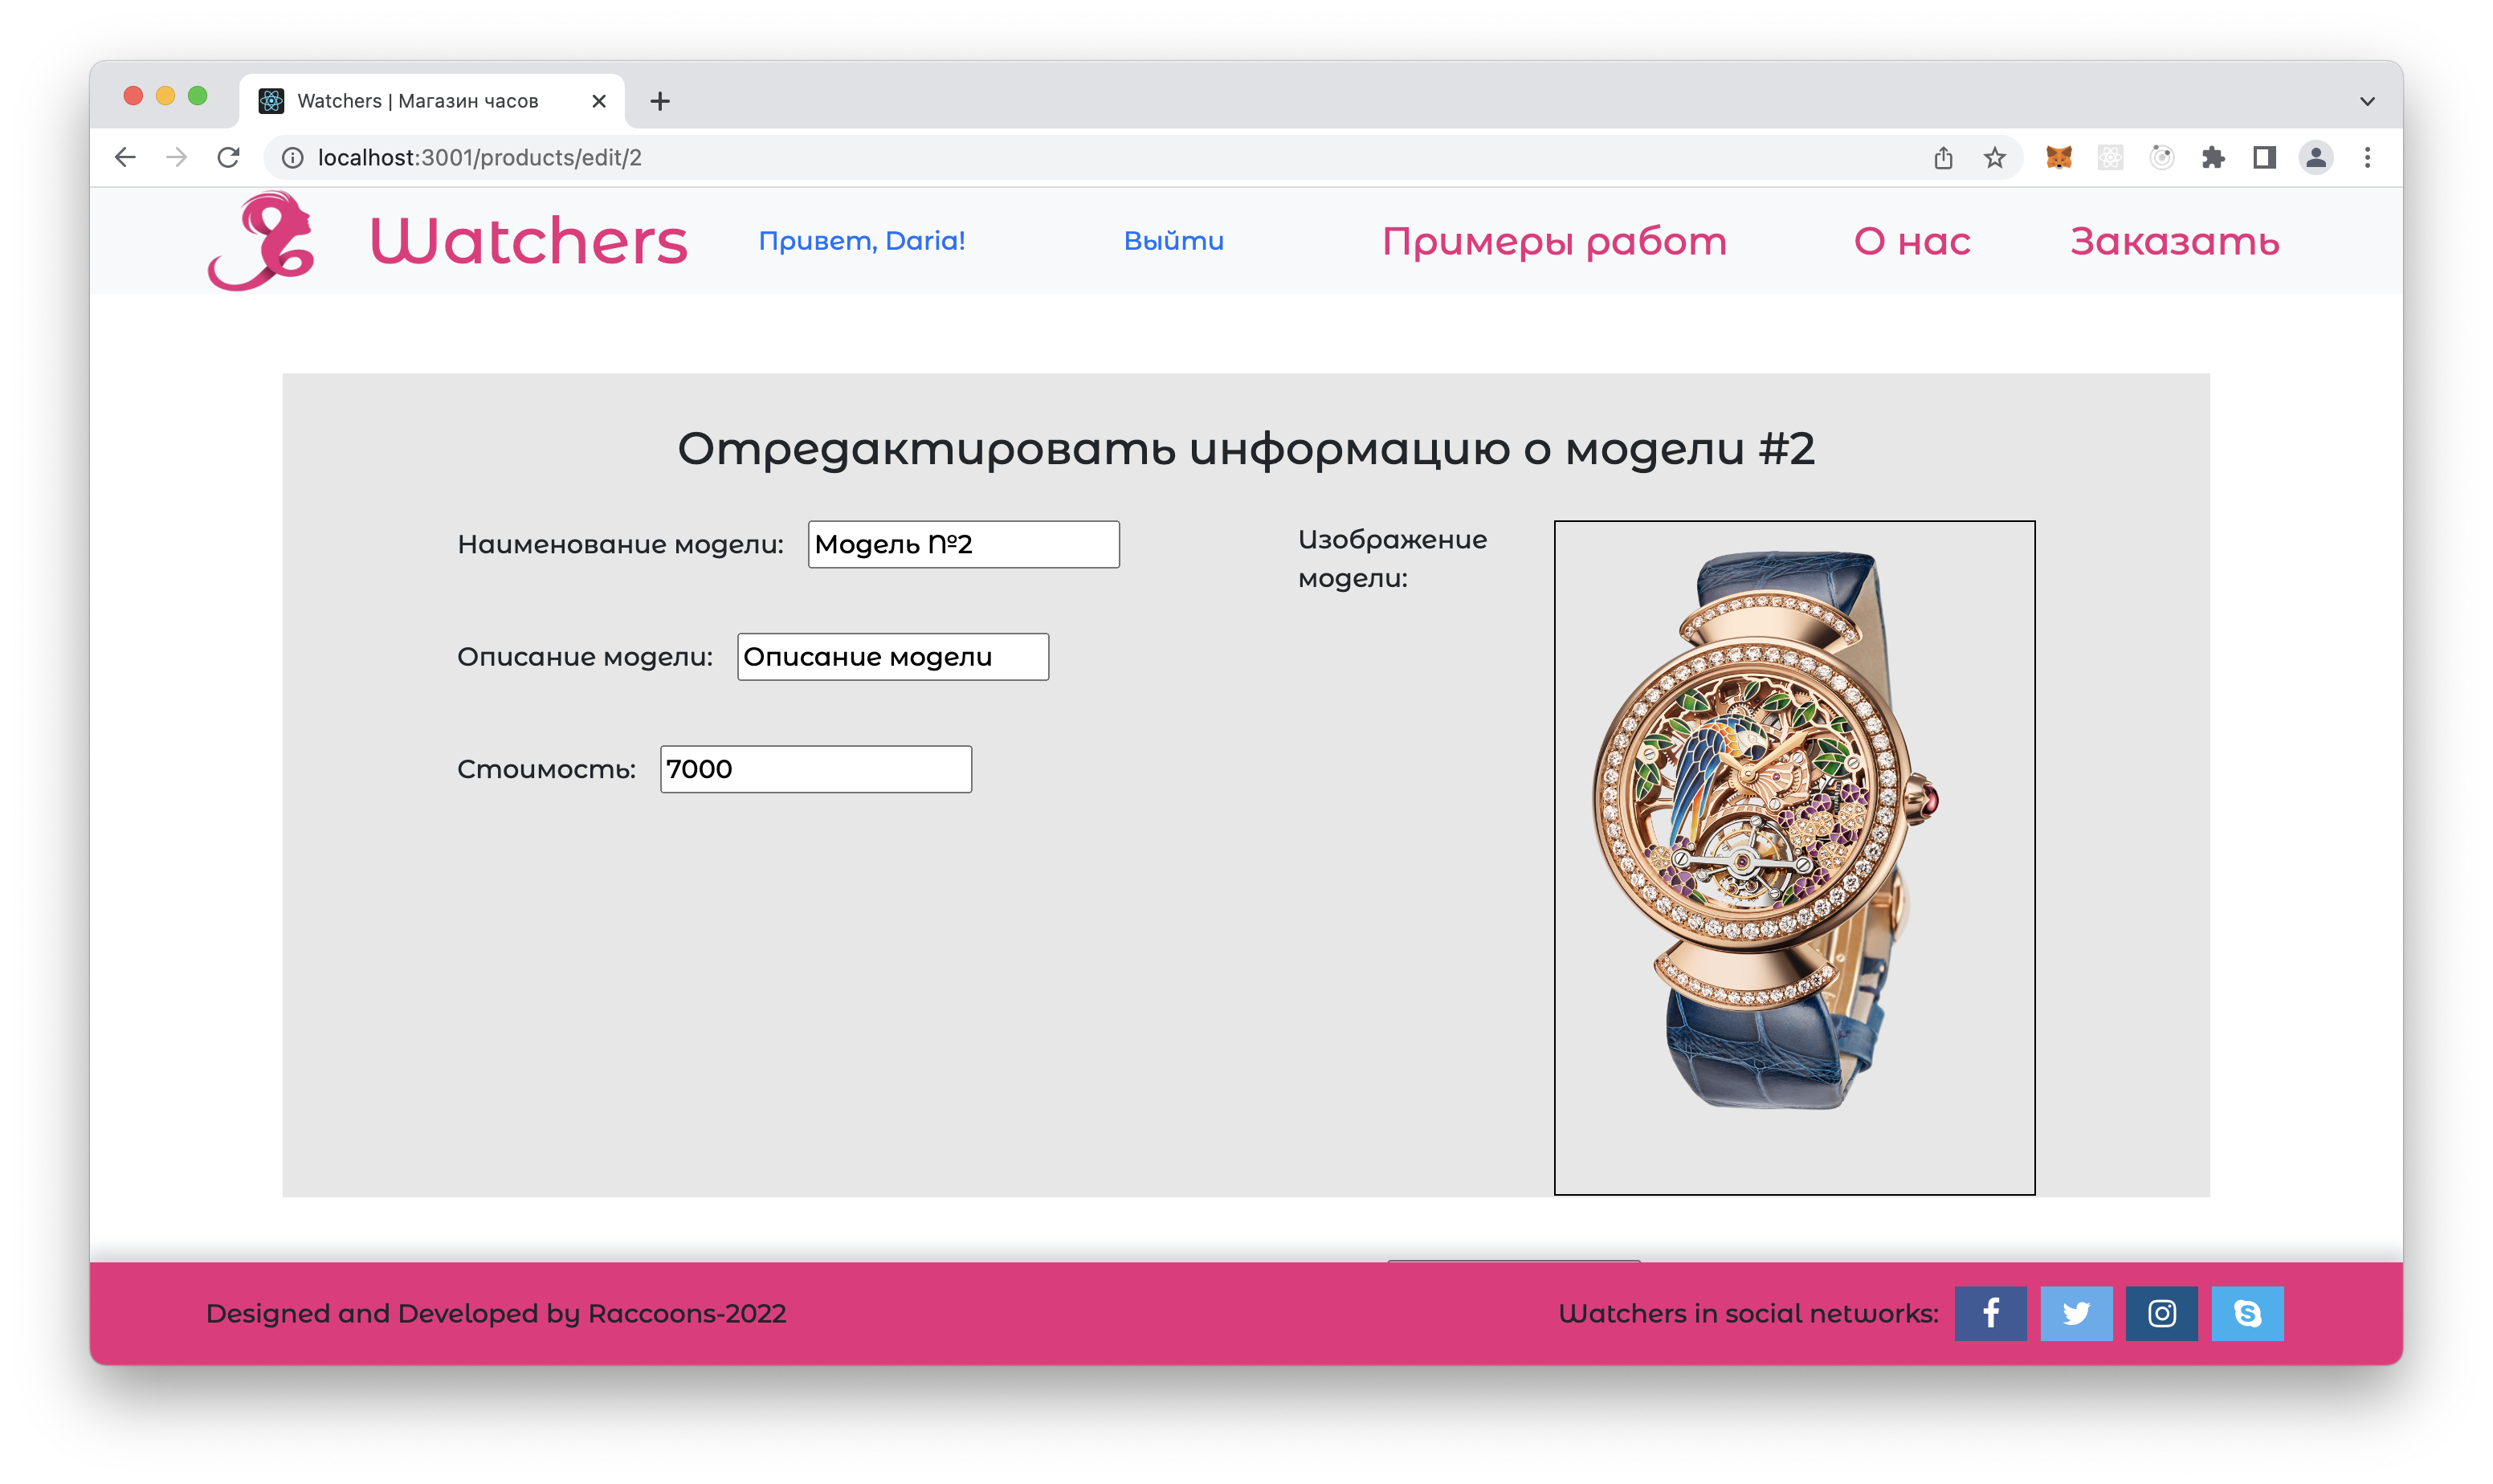 Watchers | Магазин часов
localhost:3001/products/edit/2
Watchers
Привет, Daria!
Выйти
Примеры работ
О нас
Заказать
Отредактировать информацию о модели #2
Наименование модели:
Модель №2
Описание модели:
Описание модели
Стоимость:
7000
Изображение
модели:
Designed and Developed by Raccoons-2022
Watchers in social networks: